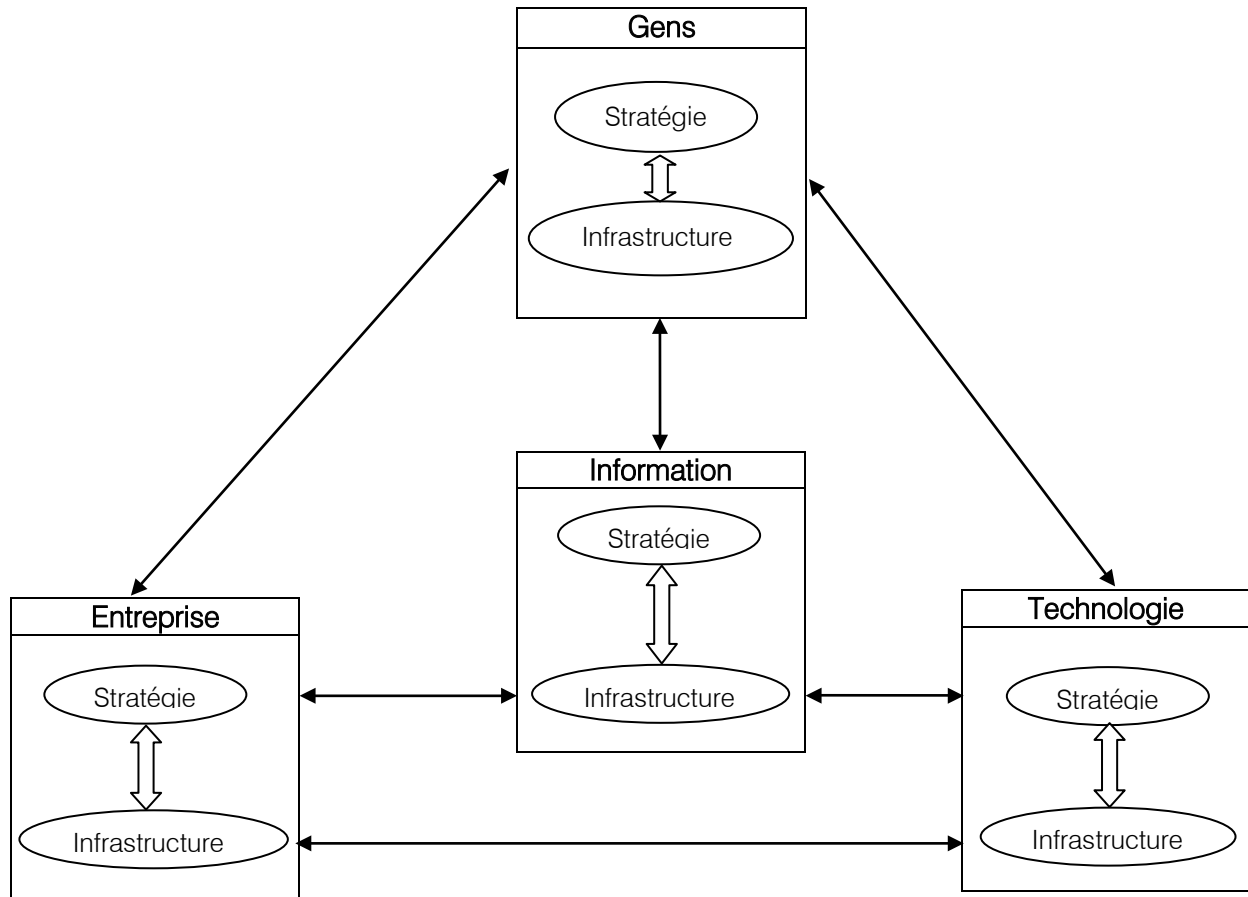 Gens
Stratégie
Infrastructure
Information
Stratégie
Infrastructure
Entreprise
Stratégie
Infrastructure
Technologie
Stratégie
Infrastructure